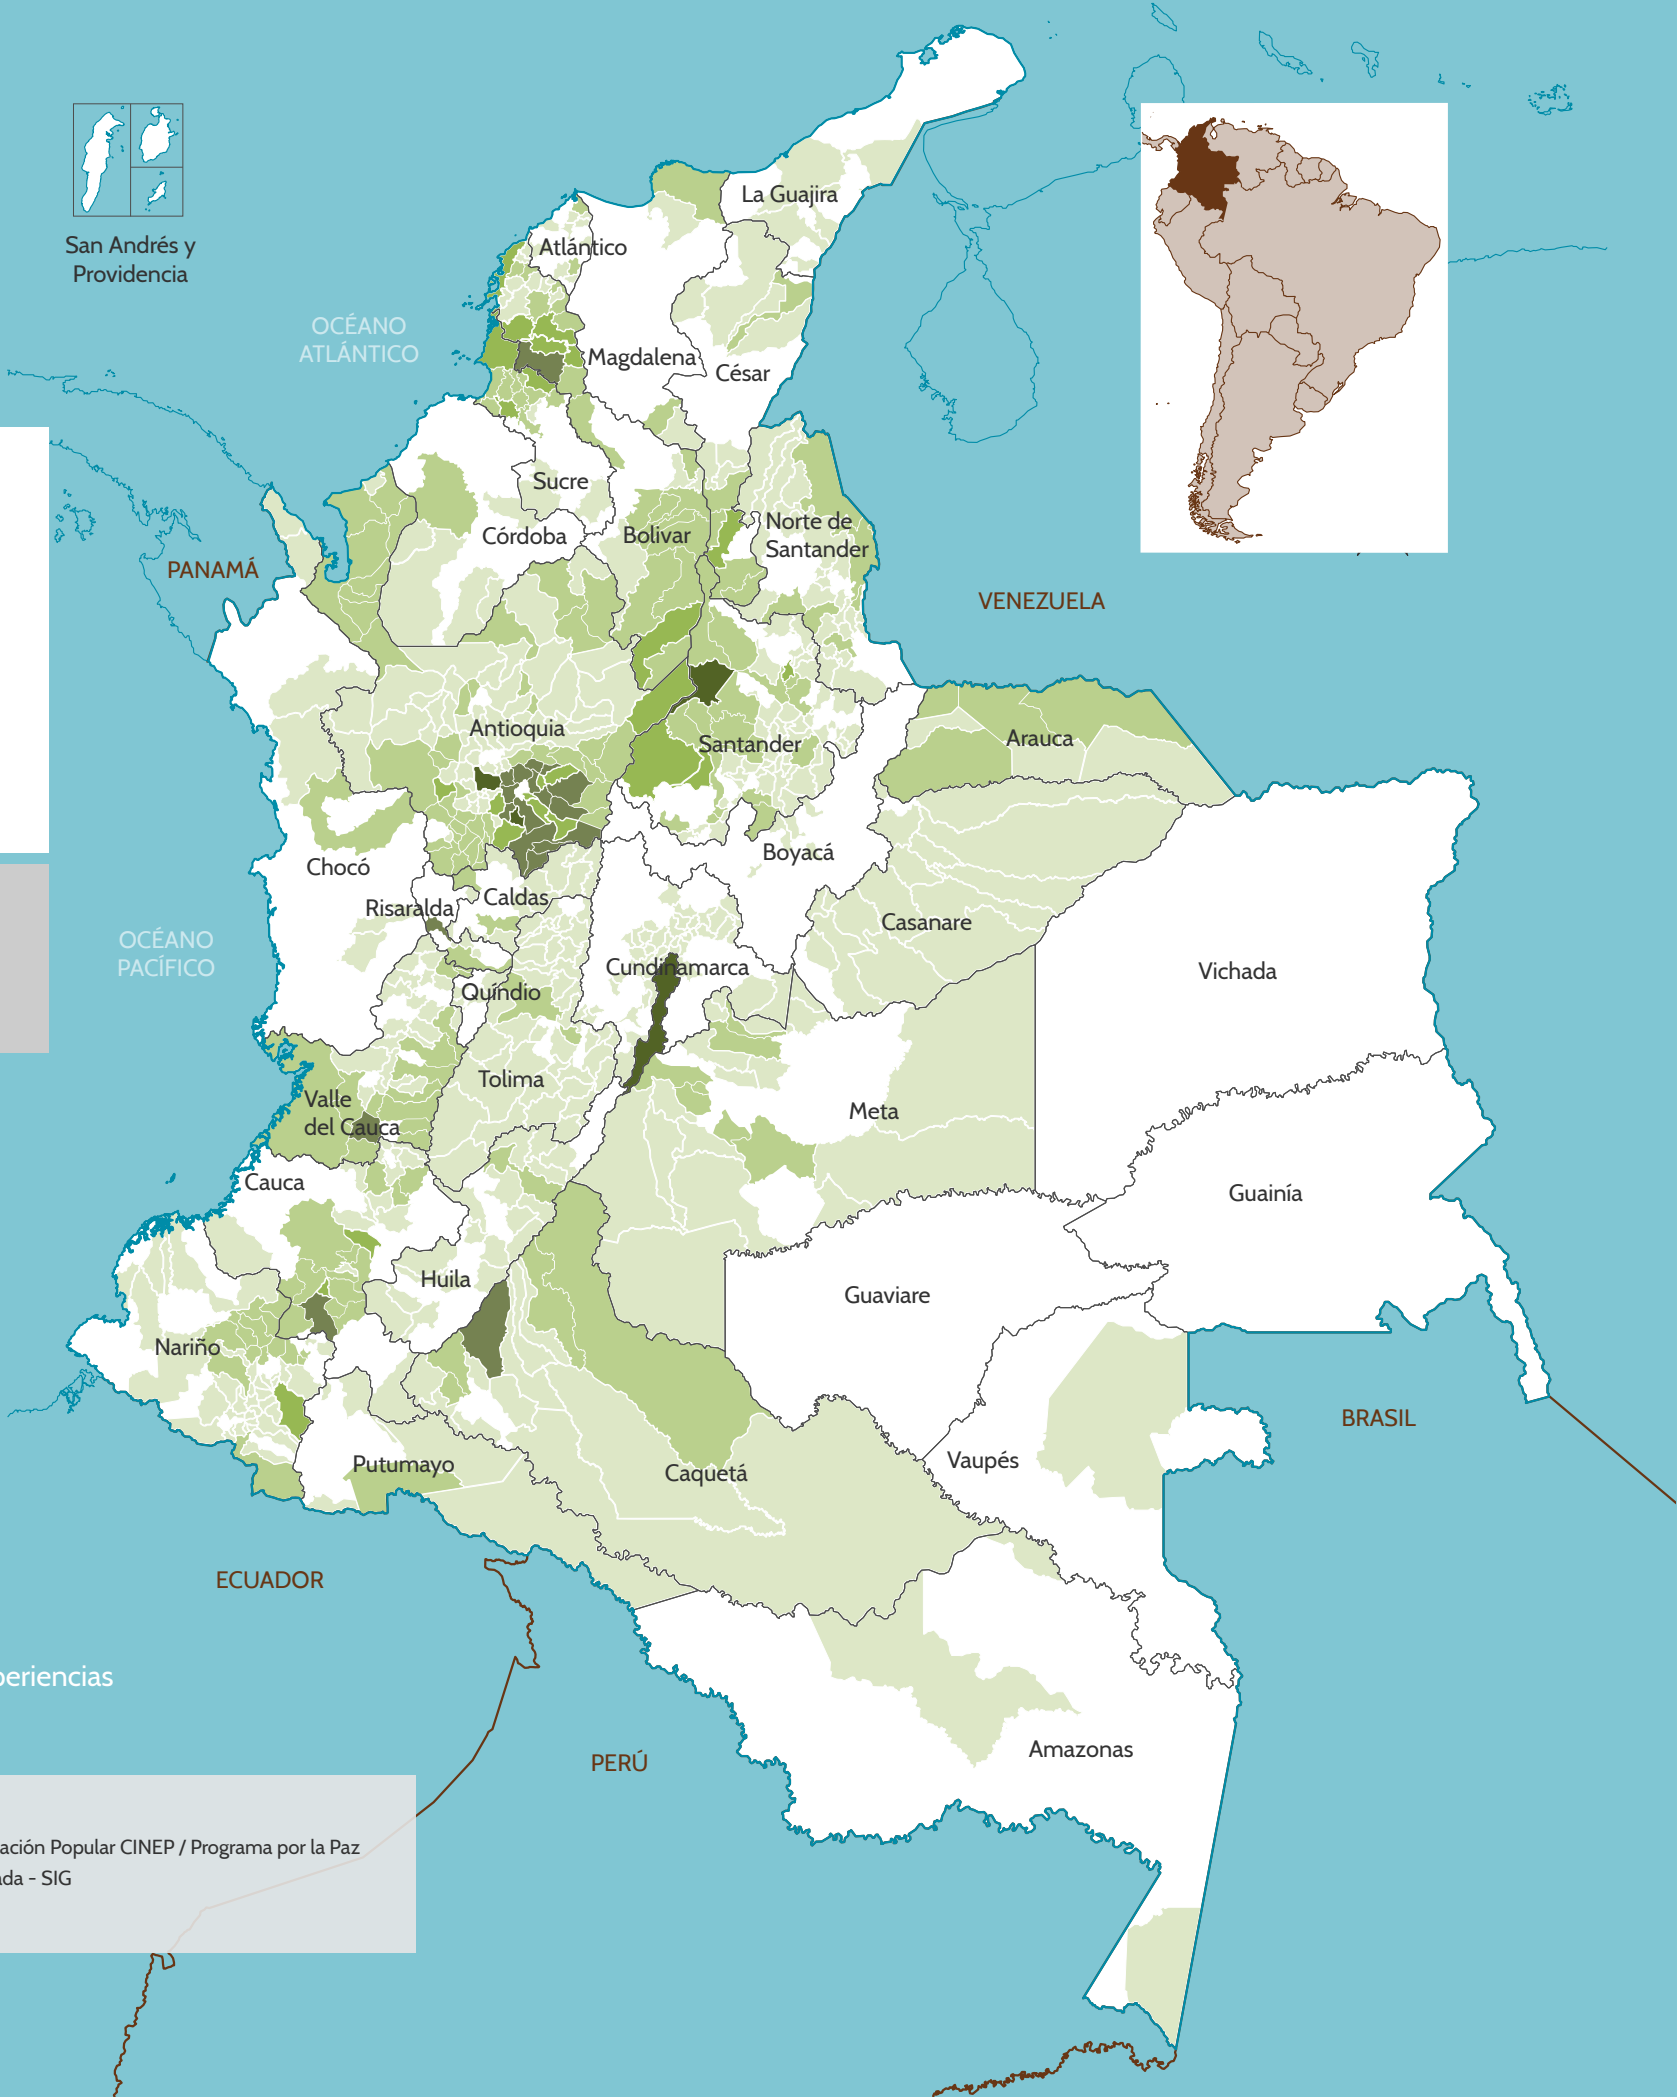 San Andrés y
Providencia
OCÉANO
ATLÁNTICO
La Guajira
Atlántico
Magdalena
César
Sucre
Córdoba
Bolivar
Norte de
Santander
PANAMÁ
VENEZUELA
Antioquia
Santander
Arauca
Chocó
Boyacá
Risaralda
Caldas
Casanare
OCÉANO
PACÍFICO
Cundinamarca
Vichada
Quíndio
Tolima
Valle
del Cauca
Meta
Cauca
Guainía
Huila
Guaviare
Nariño
BRASIL
Putumayo
Caquetá
Vaupés
ECUADOR
periencias
PERÚ
Amazonas
ación Popular CINEP / Programa por la Paz
ada - SIG